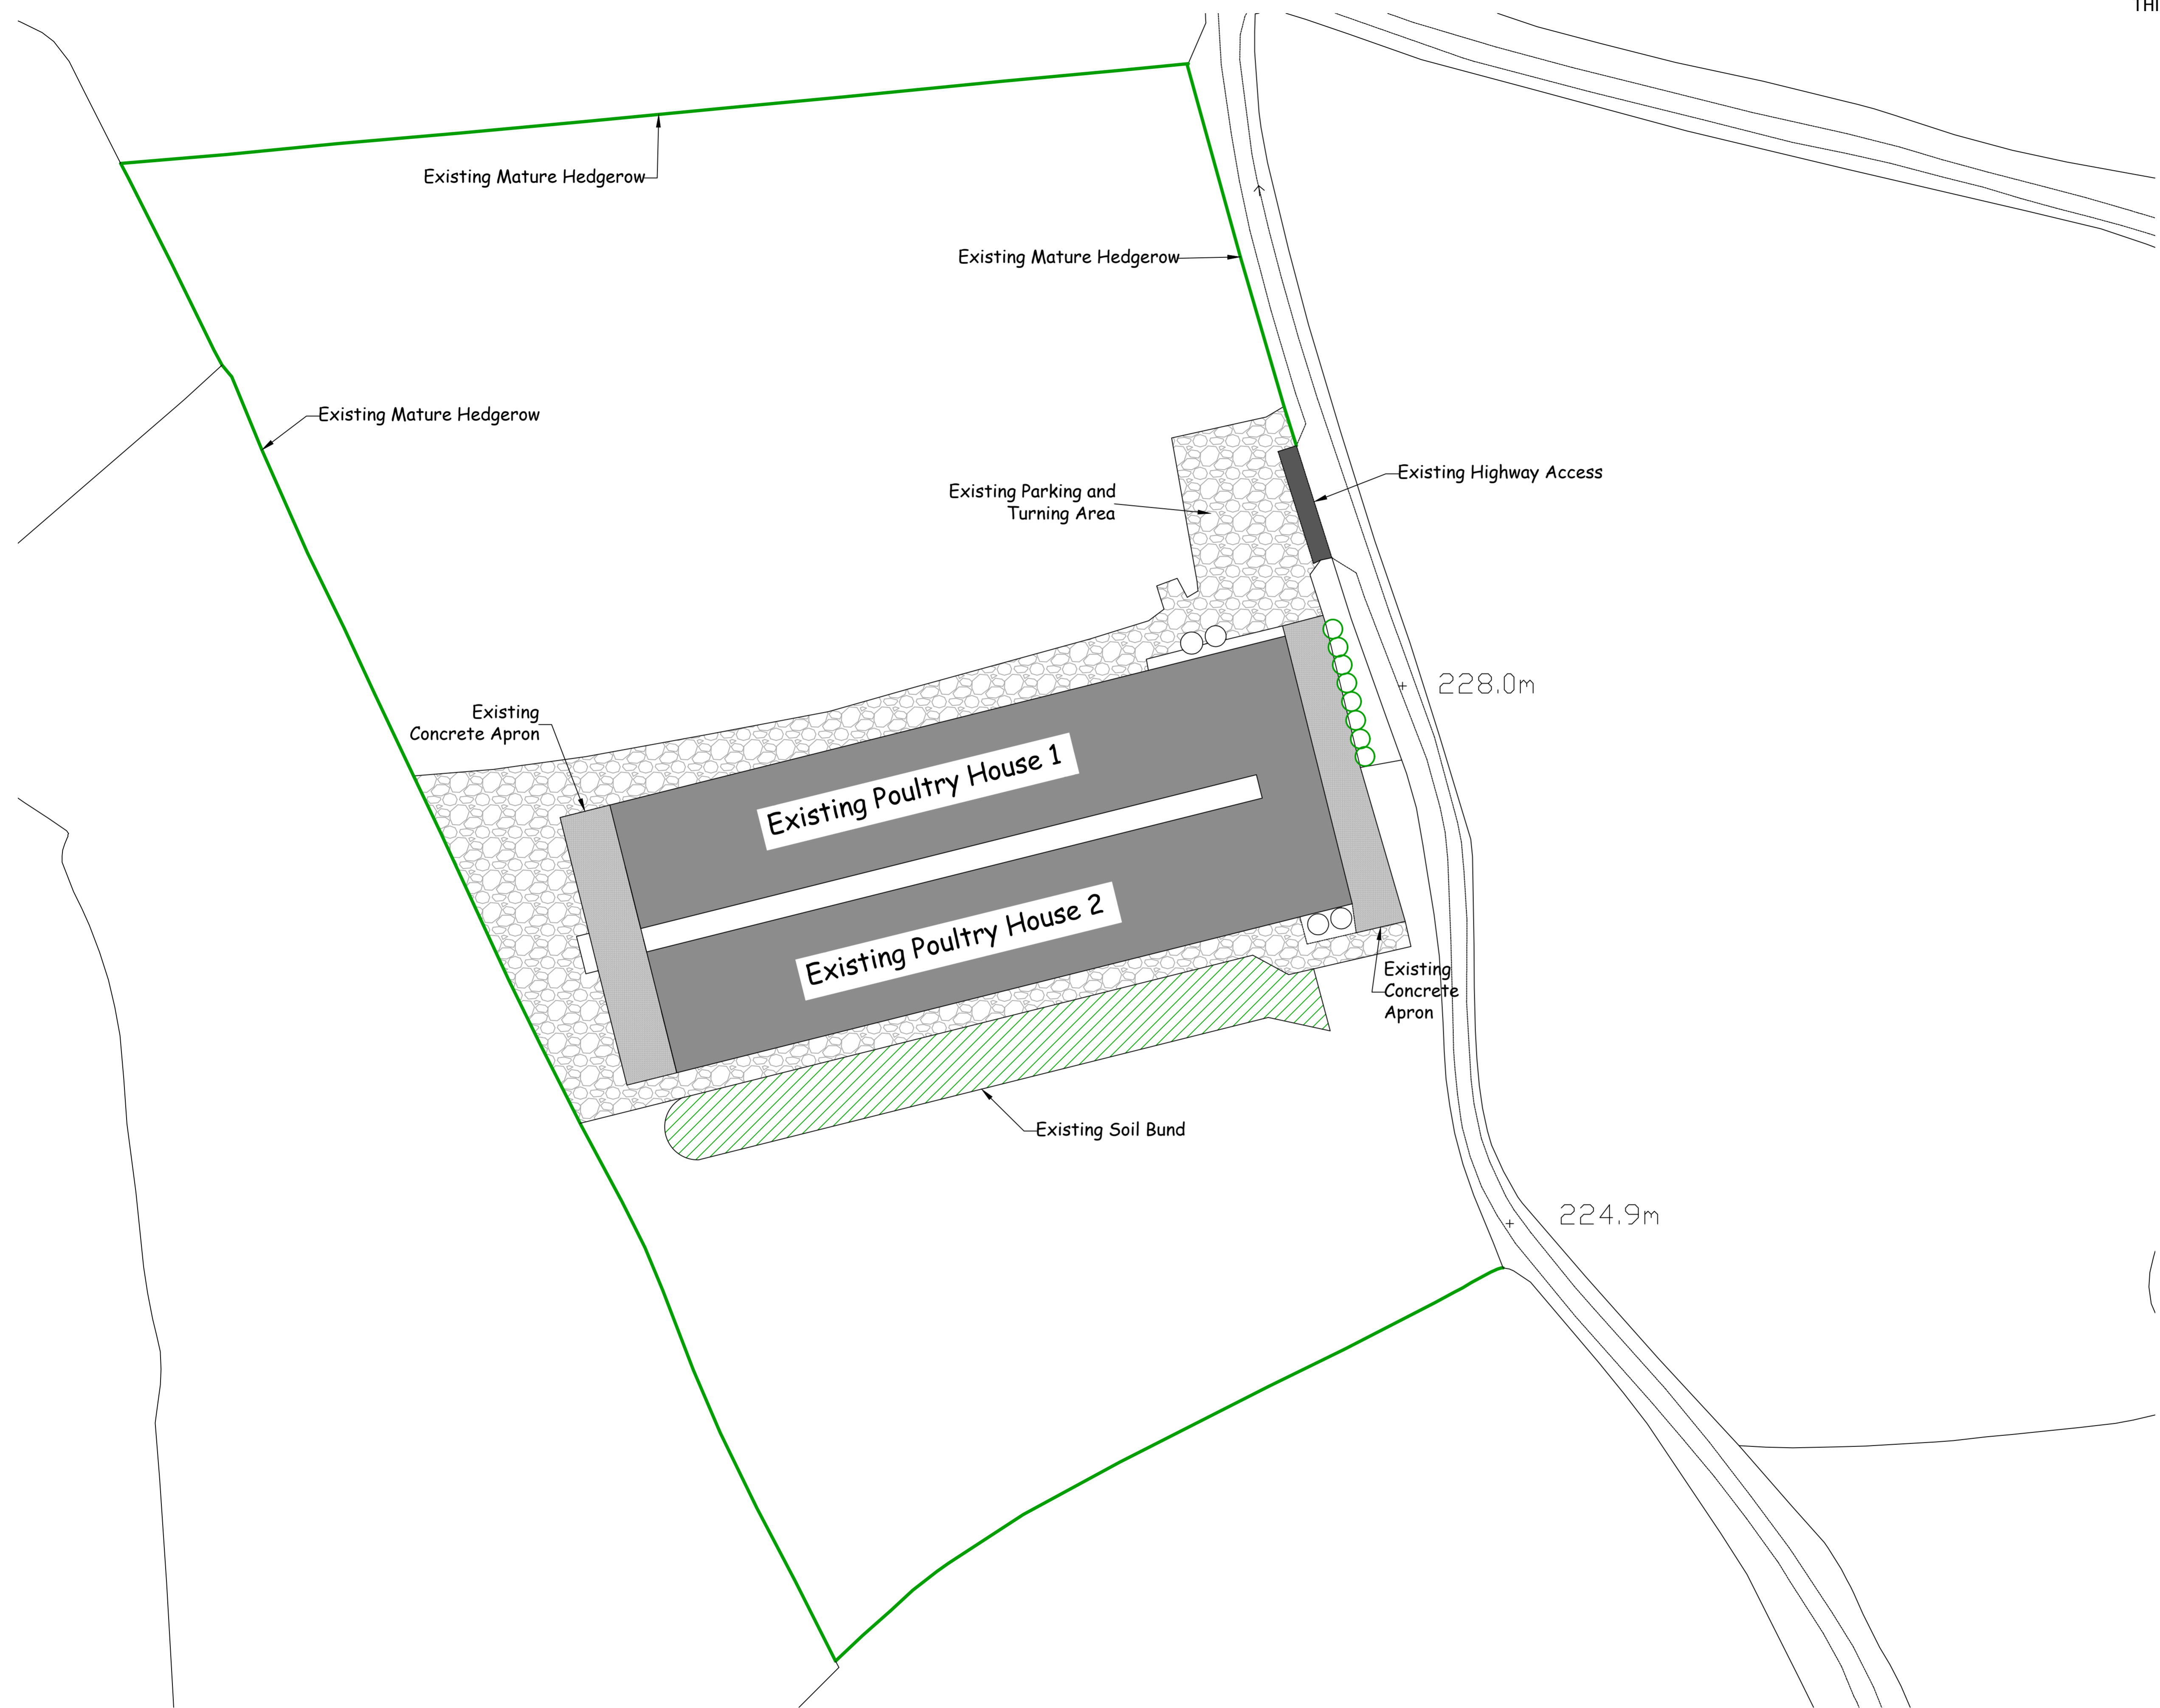 THI
Existing Mature Hedgerow
Existing Mature Hedgerow
Existing Mature Hedgerow
Existing Highway Access
Existing Parking and
Turning Area
228.0m
Existing
Concrete Apron
Existing Poultry House 1
Existing Poultry House 2
Existing
Concrete
Apron
Existing Soil Bund
224.9m